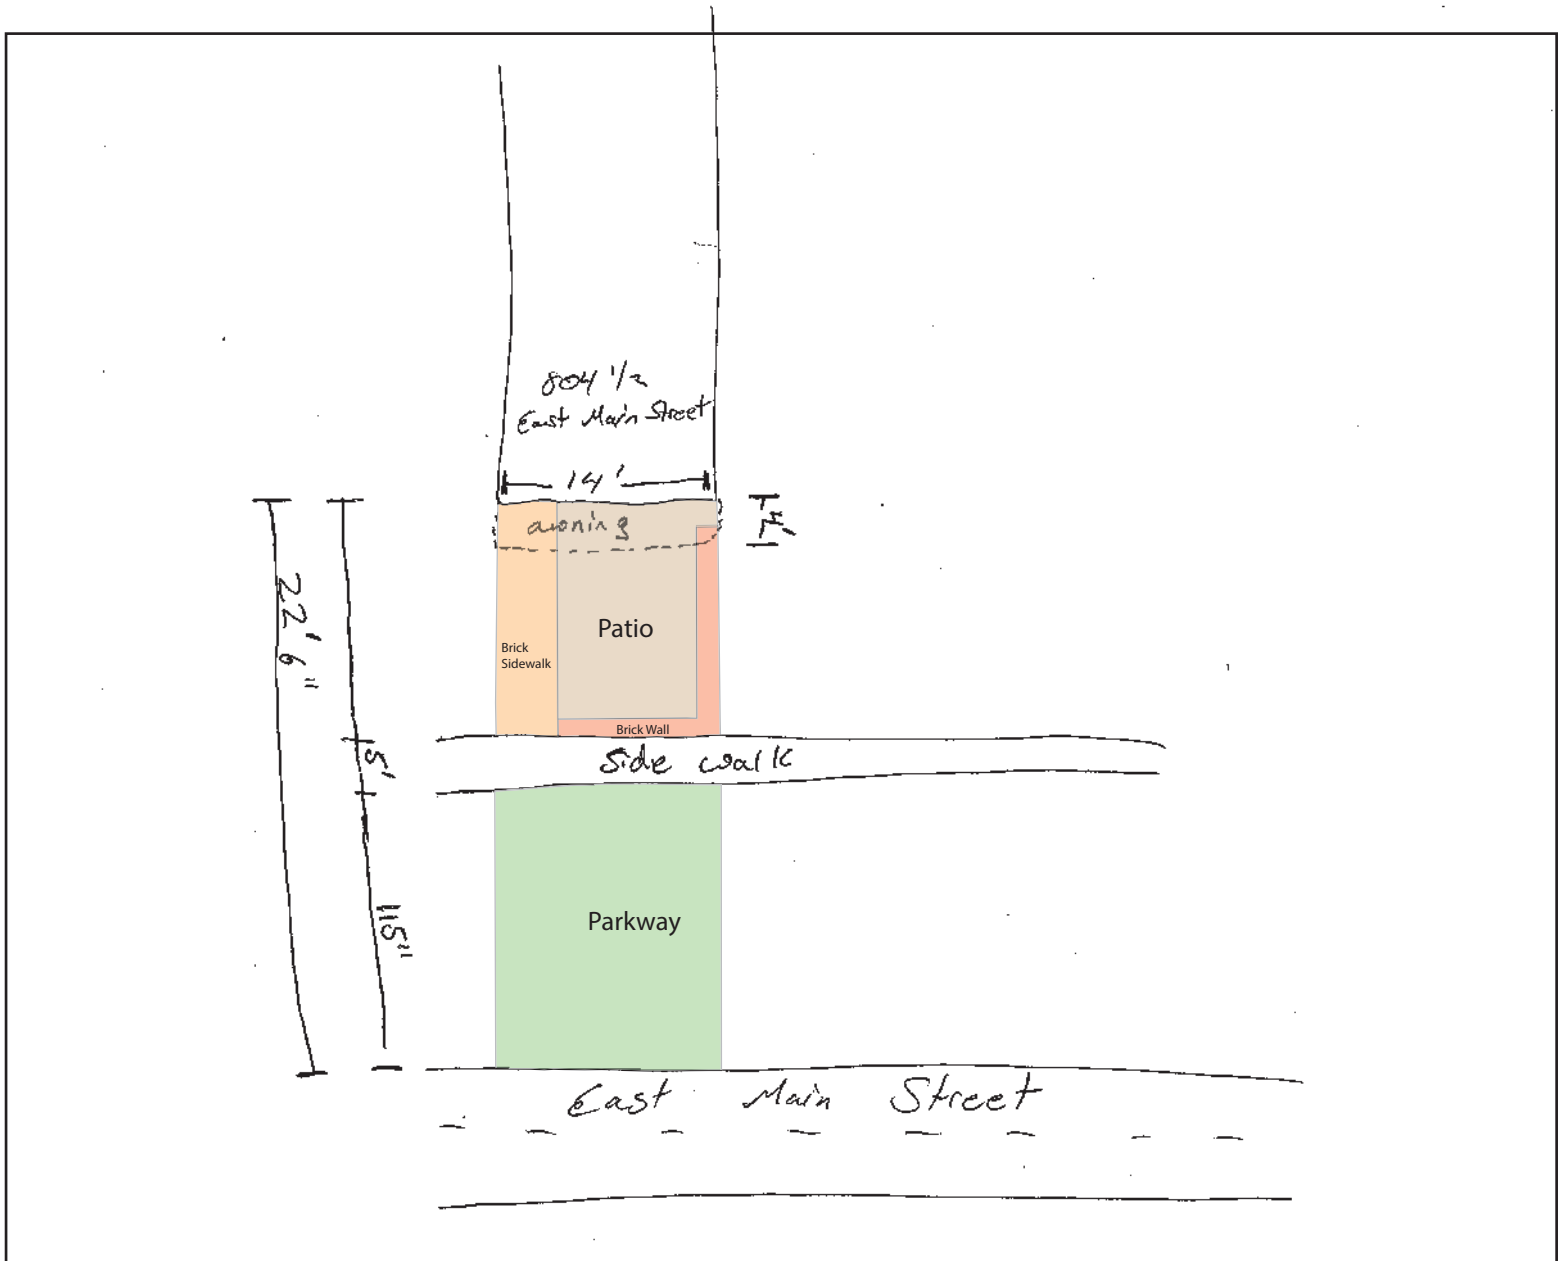 804 1/2
East Main Street
14'
awning
4'
22' 6"
Patio
Brick
Sidewalk
Brick Wall
Side walk
5'
Parkway
115"
East Main Street